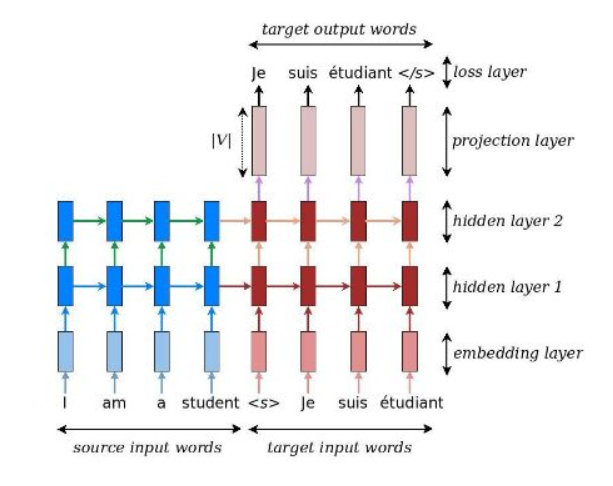 target output words
Je suis étudiant </s> loss layer
|V| projection layer
hidden layer 2
hidden layer 1
embedding layer
I am a student <s> Je suis étudiant
source input words target input words